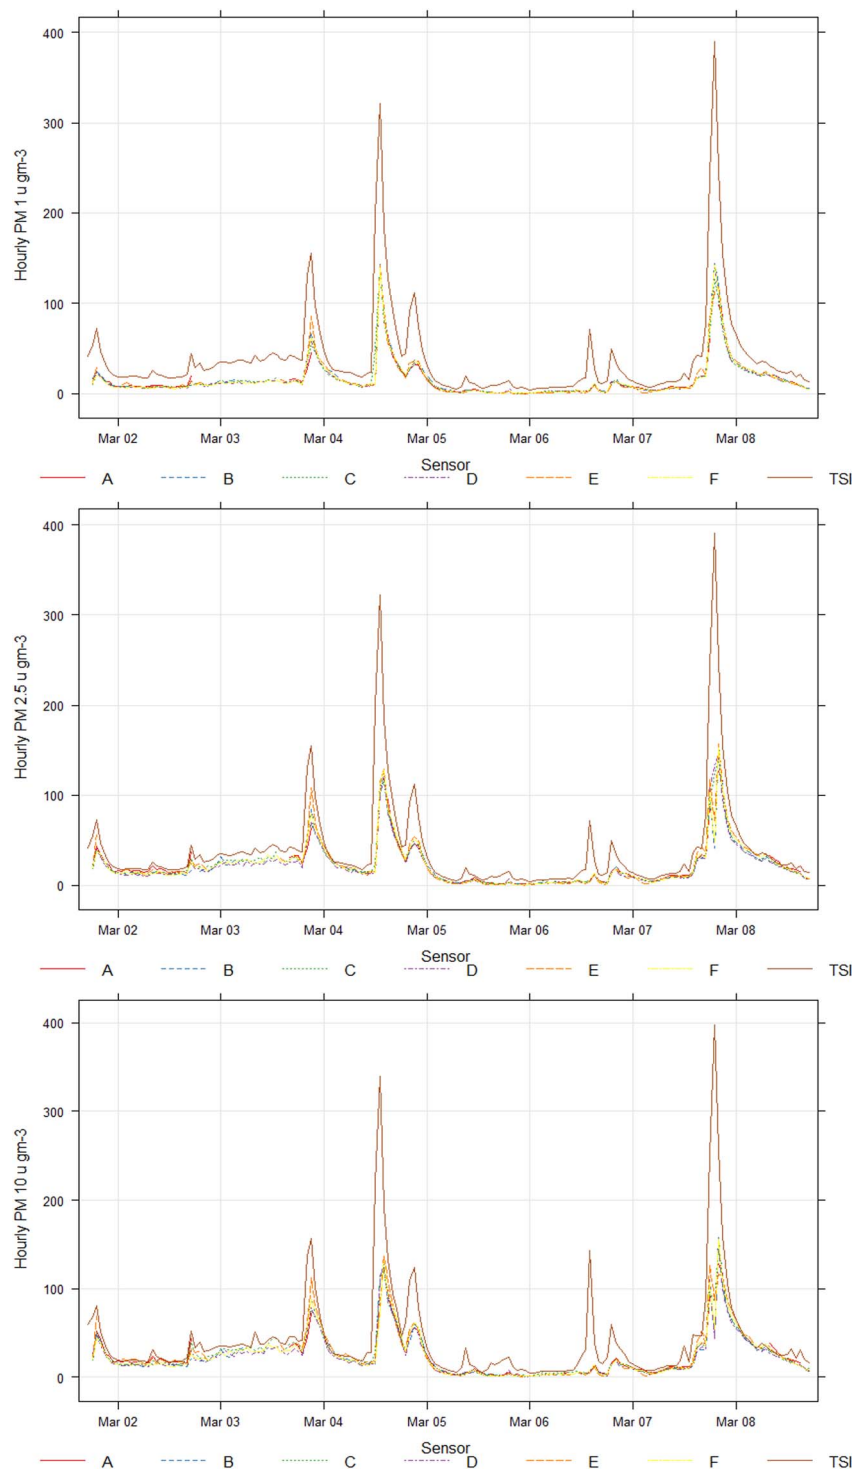 400
300
200
100
0
Hourly PM 1 u gm-3
Mar 02 Mar 03 Mar 04 Mar 05 Mar 06 Mar 07 Mar 08
Sensor
A B C D E F TSI
400
300
200
100
0
Hourly PM 2.5 u gm-3
Mar 02 Mar 03 Mar 04 Mar 05 Mar 06 Mar 07 Mar 08
Sensor
A B C D E F TSI
400
300
200
100
0
Hourly PM 10 u gm-3
Mar 02 Mar 03 Mar 04 Mar 05 Mar 06 Mar 07 Mar 08
Sensor
A B C D E F TSI